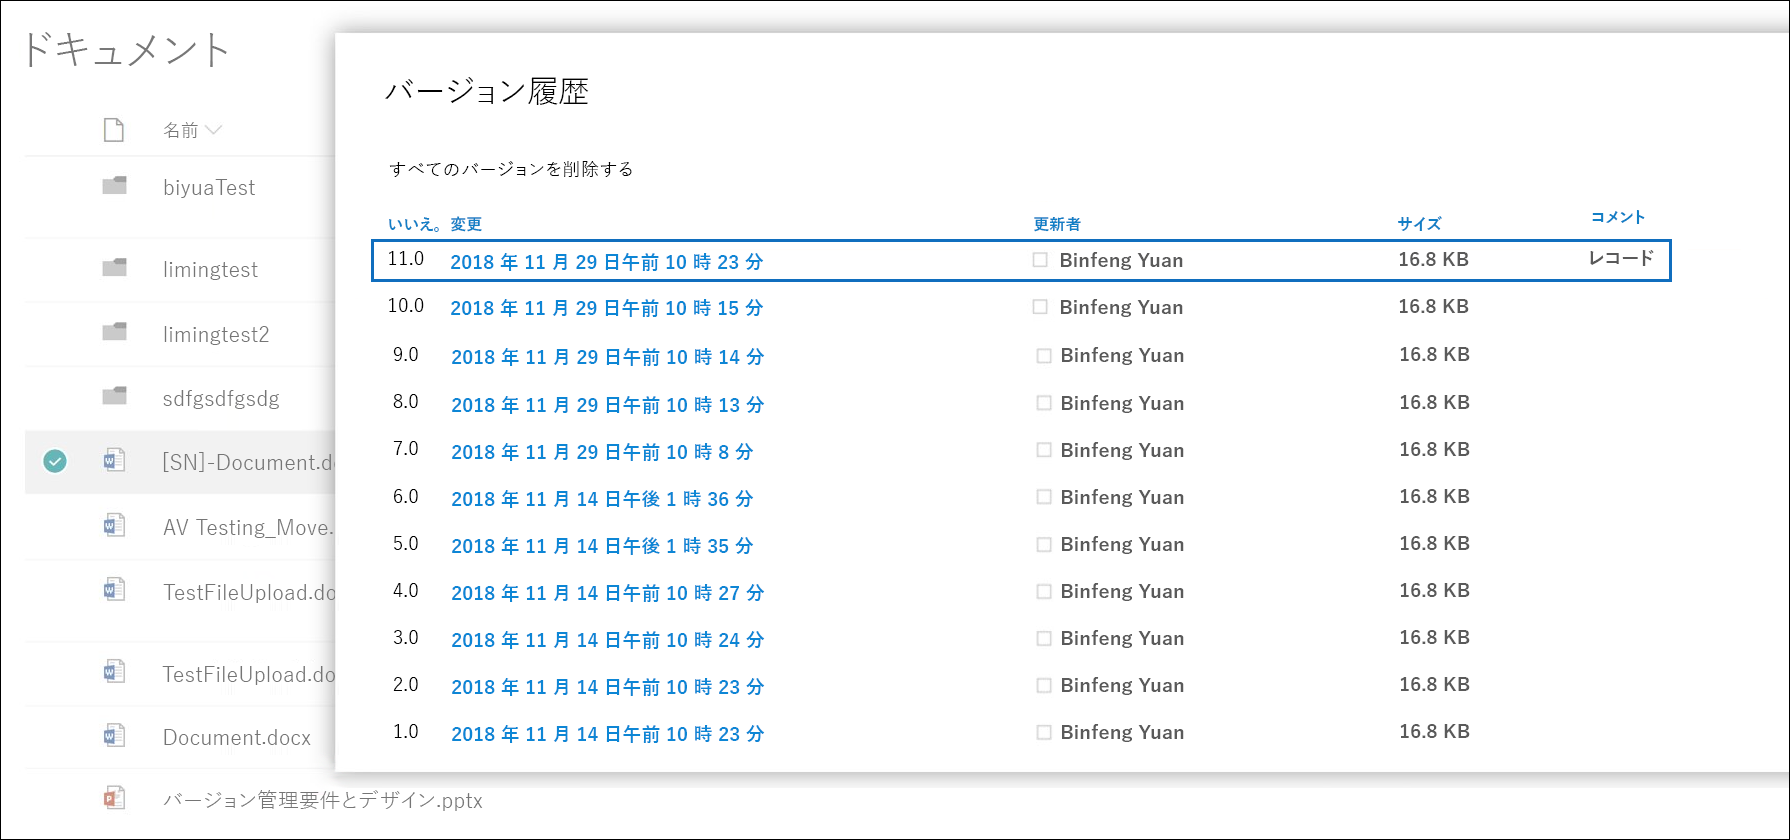 ドキュメント
名前
biyuaTest
limingtest
limingtest2
sdfgsdfgsdg
[SN]-Document.d
AV Testing_Move.
TestFileUpload.do
TestFileUpload.do
Document.docx
バージョン管理要件とデザイン.pptx
バージョン履歴
すべてのバージョンを削除する
いいえ。 変更 更新者 サイズ コメント
11.0 2018 年 11 月 29 日午前 10 時 23 分 Binfeng Yuan 16.8 KB レコード
10.0 2018 年 11 月 29 日午前 10 時 15 分 Binfeng Yuan 16.8 KB
9.0 2018 年 11 月 29 日午前 10 時 14 分 Binfeng Yuan 16.8 KB
8.0 2018 年 11 月 29 日午前 10 時 13 分 Binfeng Yuan 16.8 KB
7.0 2018 年 11 月 29 日午前 10 時 8 分 Binfeng Yuan 16.8 KB
6.0 2018 年 11 月 14 日午後 1 時 36 分 Binfeng Yuan 16.8 KB
5.0 2018 年 11 月 14 日午後 1 時 35 分 Binfeng Yuan 16.8 KB
4.0 2018 年 11 月 14 日午前 10 時 27 分 Binfeng Yuan 16.8 KB
3.0 2018 年 11 月 14 日午前 10 時 24 分 Binfeng Yuan 16.8 KB
2.0 2018 年 11 月 14 日午前 10 時 23 分 Binfeng Yuan 16.8 KB
1.0 2018 年 11 月 14 日午前 10 時 23 分 Binfeng Yuan 16.8 KB